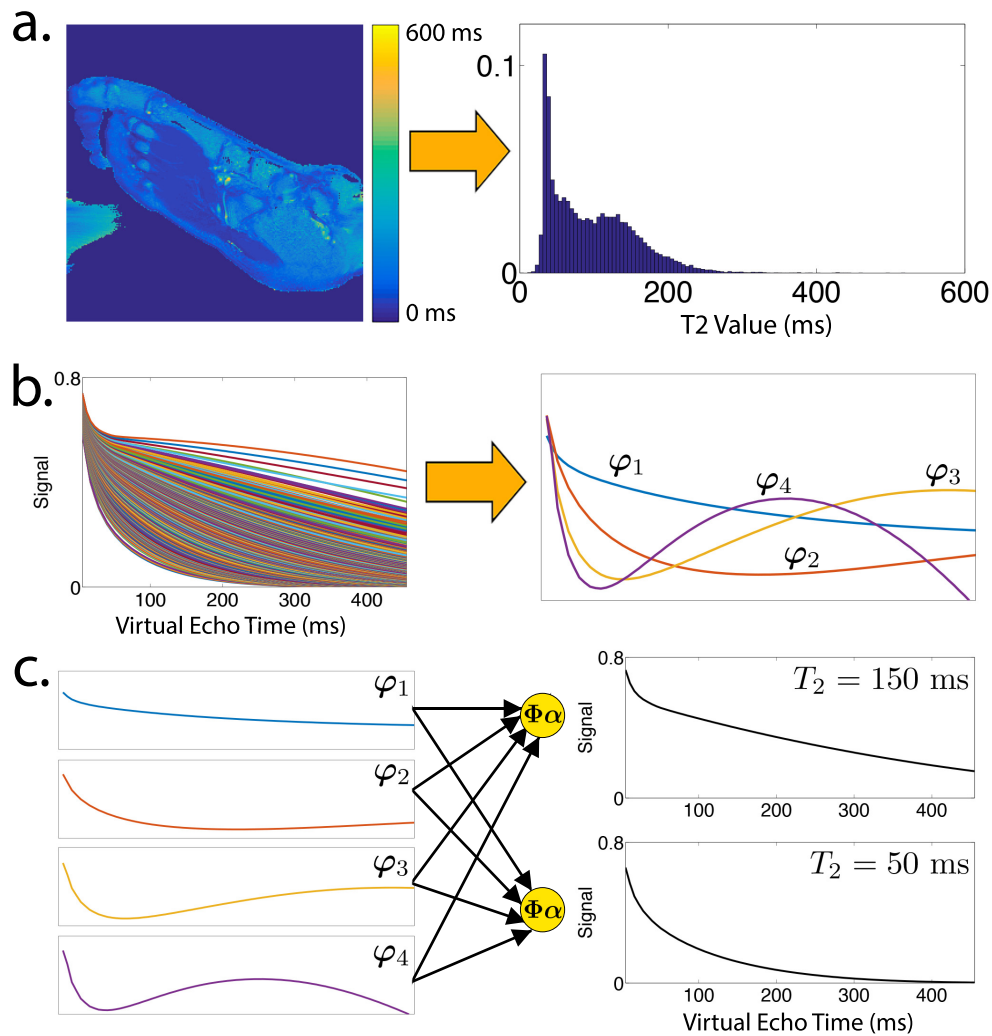 a.
600 ms
0 ms
0.1
0
0 200 400 600
T2 Value (ms)
b.
0.8
Signal
0
100 200 300 400
Virtual Echo Time (ms)
φ1
φ2
φ3
φ4
c.
φ1
φ2
φ3
φ4
Φα
Φα
0.8
Signal
0
100 200 300 400
T2 = 150 ms
0.8
Signal
0
100 200 300 400
T2 = 50 ms
Virtual Echo Time (ms)